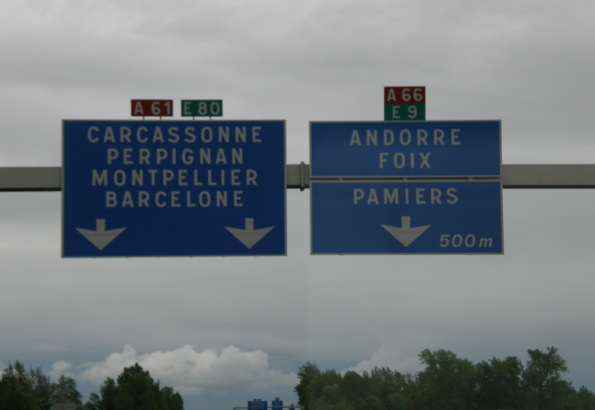 A 61 E 80
CARCASSONNE
PERPIGNAN
MONTPELLIER
BARCELONE
A 66
E 9
ANDORRE
FOIX
PAMIERS
500 m